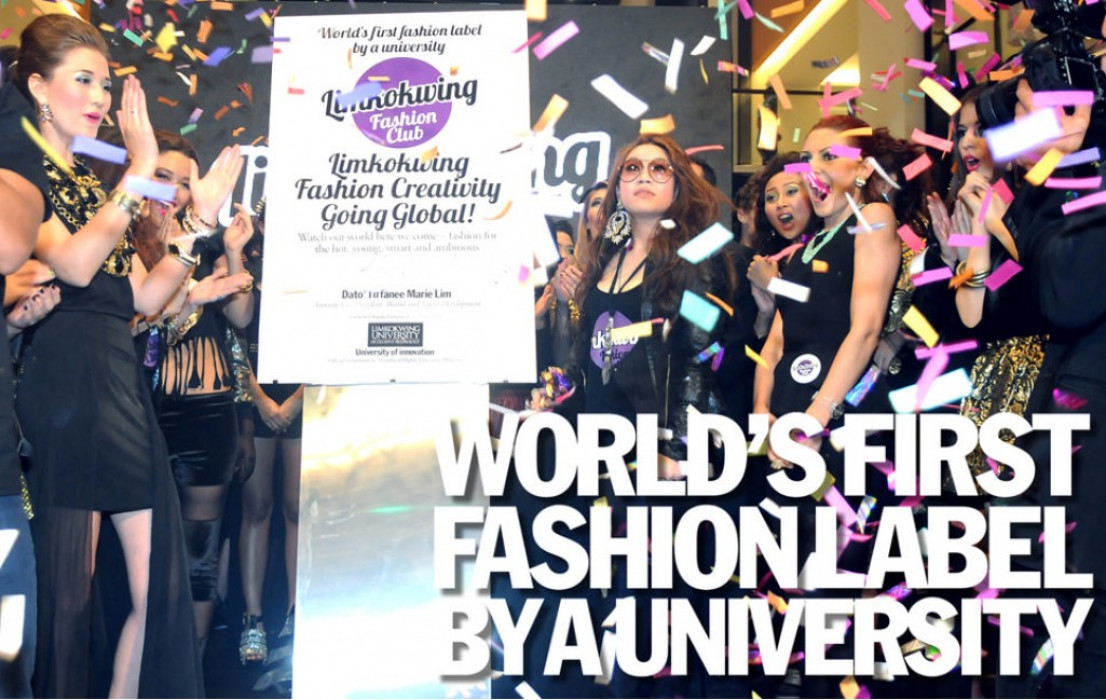 World's first fashion label
by a university
Limkokwing
Fashion
Club
Limkokwing
Fashion Creativity
Going Global!
Watch out world here we come – fashion for
the hot, young, smart and ambitious
Dato' Tiffanee Marie Lim
LIMKOKWING
UNIVERSITY
University of innovation
ing
WORLD'S FIRST
FASHION LABEL
BY A UNIVERSITY